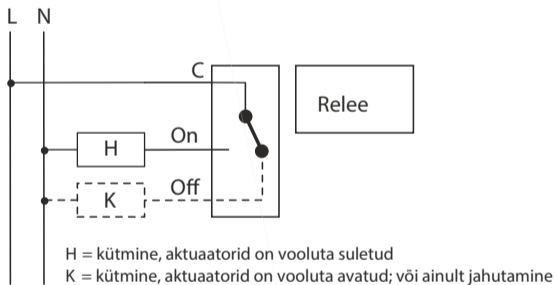 L N
C
Relee
On
H
Off
K
H = kütmine, aktuaatorid on vooluta suletud
K = kütmine, aktuaatorid on vooluta avatud; või ainult jahutamine